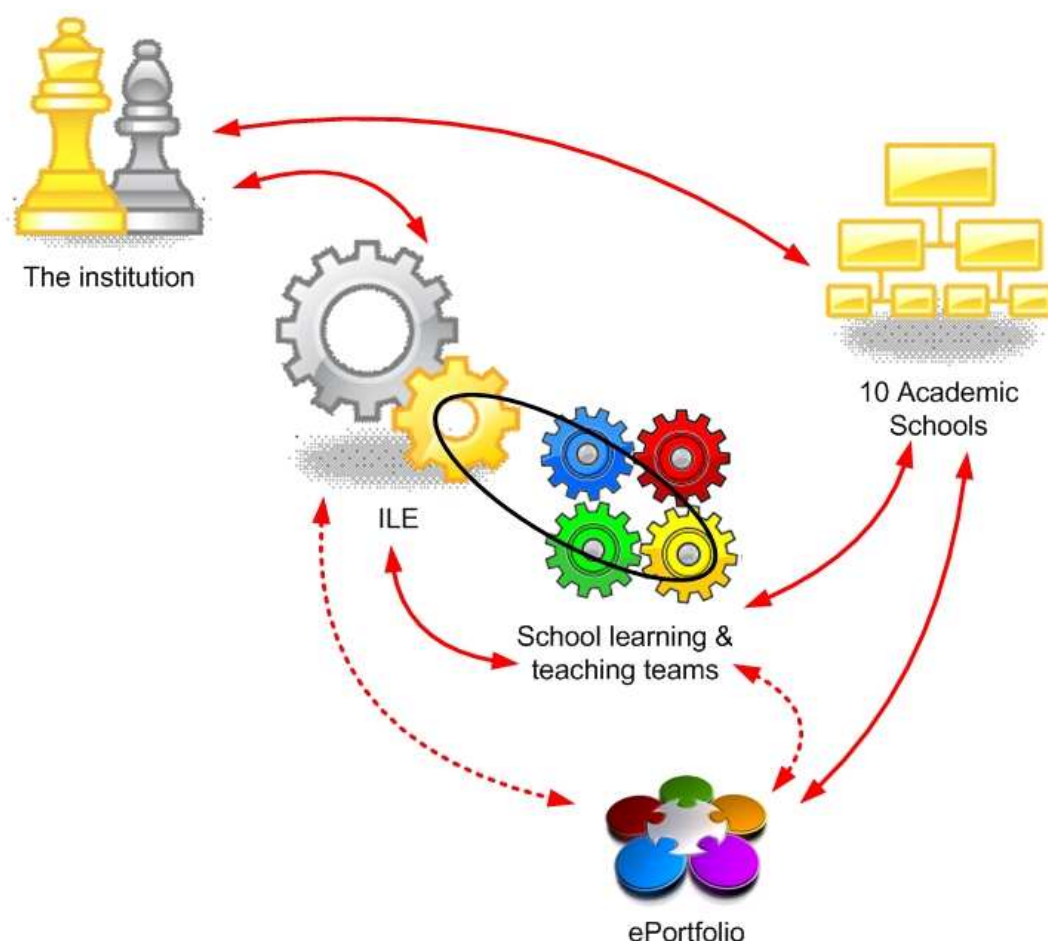 The institution
10 Academic
Schools
ILE
School learning &
teaching teams
ePortfolio